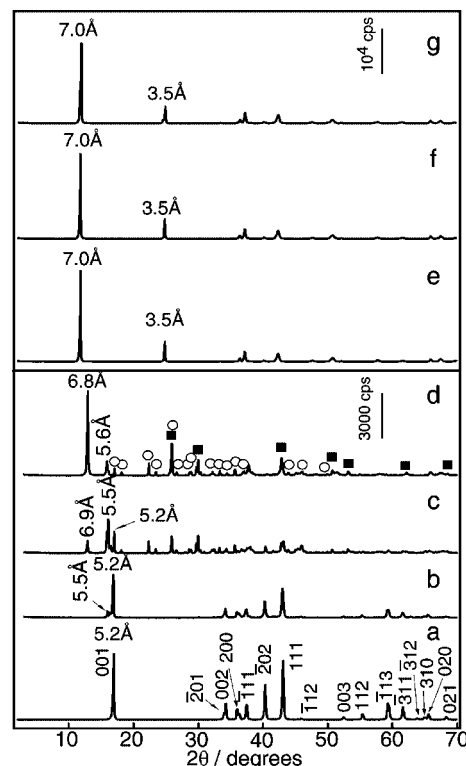 7.0Å
3.5Å
10⁴ cps
g
7.0Å
3.5Å
f
7.0Å
3.5Å
e
6.8Å
5.6Å
3000 cps
d
6.9Å
5.5Å
5.2Å
c
5.5Å
5.2Å
b
5.2Å
a
001
2̅01
002
200
1̅11
2̅02
111
1̅12
003
112
1̅13
3̅11
3̅12
310
020
021
10 20 30 40 50 60 70
2θ / degrees